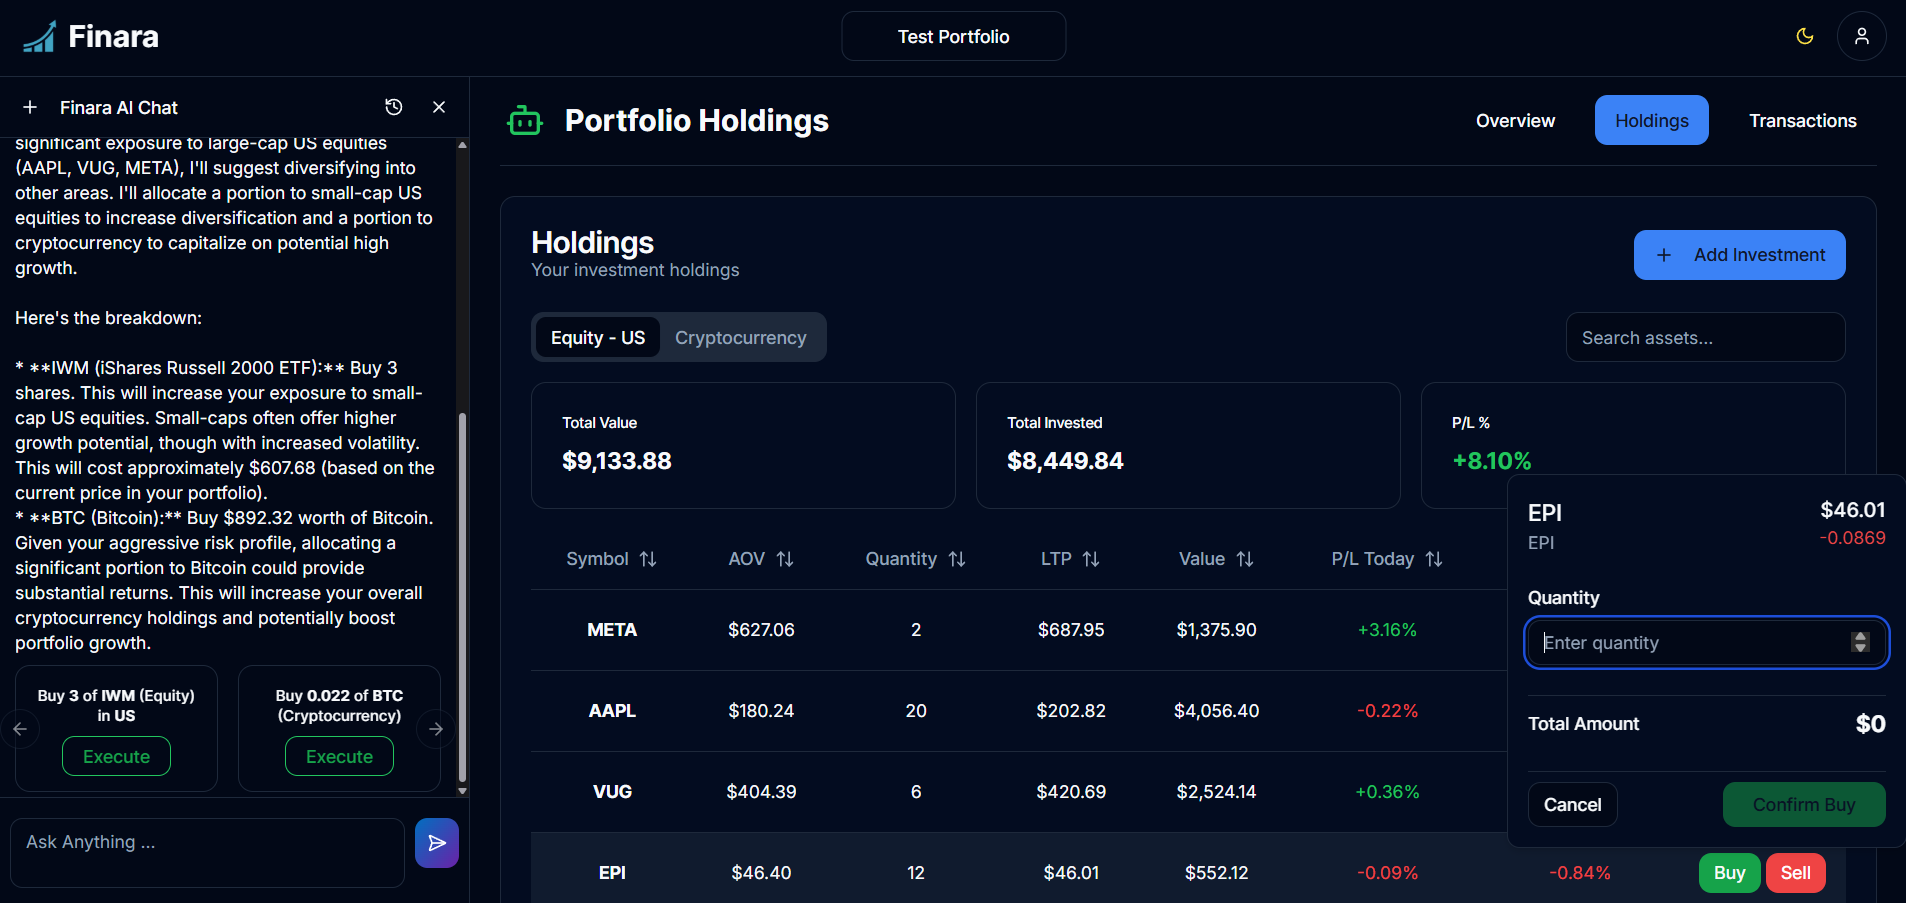 Finara
Test Portfolio
Finara AI Chat
significant exposure to large-cap US equities
(AAPL, VUG, META), I'll suggest diversifying into
other areas. I'll allocate a portion to small-cap US
equities to increase diversification and a portion to
cryptocurrency to capitalize on potential high
growth.
Here's the breakdown:
* **IWM (iShares Russell 2000 ETF):** Buy 3
shares. This will increase your exposure to small-
cap US equities. Small-caps often offer higher
growth potential, though with increased volatility.
This will cost approximately $607.68 (based on the
current price in your portfolio).
* **BTC (Bitcoin):** Buy $892.32 worth of Bitcoin.
Given your aggressive risk profile, allocating a
significant portion to Bitcoin could provide
substantial returns. This will increase your overall
cryptocurrency holdings and potentially boost
portfolio growth.
Buy 3 of IWM (Equity)
in US
Execute
Buy 0.022 of BTC
(Cryptocurrency)
Execute
Ask Anything ...
Portfolio Holdings
Overview
Holdings
Transactions
Holdings
Your investment holdings
+ Add Investment
Equity - US
Cryptocurrency
Search assets...
Total Value
$9,133.88
Total Invested
$8,449.84
P/L %
+8.10%
Symbol AOV Quantity LTP Value P/L Today
META $627.06 2 $687.95 $1,375.90 +3.16%
AAPL $180.24 20 $202.82 $4,056.40 -0.22%
VUG $404.39 6 $420.69 $2,524.14 +0.36%
EPI $46.40 12 $46.01 $552.12 -0.09% -0.84% Buy Sell
EPI $46.01
EPI -0.0869
Quantity
Enter quantity
Total Amount $0
Cancel
Confirm Buy